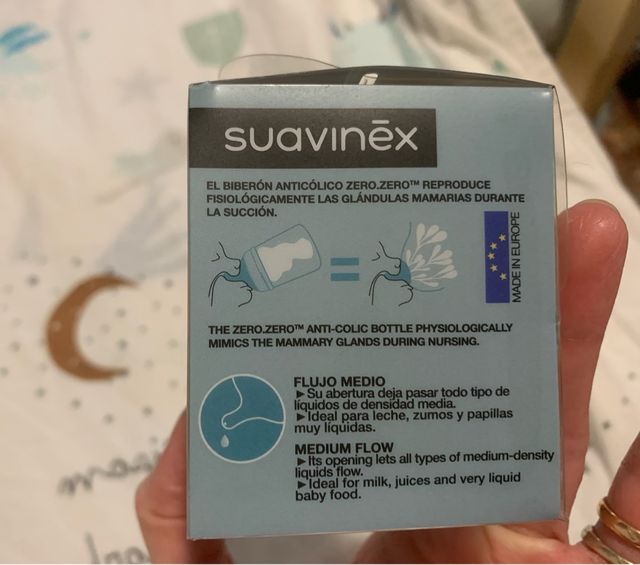 suavinēx
EL BIBERÓN ANTICÓLICO ZERO.ZERO™ REPRODUCE
FISIOLÓGICAMENTE LAS GLÁNDULAS MAMARIAS DURANTE
LA SUCCIÓN.
MADE IN EUROPE
THE ZERO.ZERO™ ANTI-COLIC BOTTLE PHYSIOLOGICALLY
MIMICS THE MAMMARY GLANDS DURING NURSING.
FLUJO MEDIO
►Su abertura deja pasar todo tipo de
líquidos de densidad media.
►Ideal para leche, zumos y papillas
muy líquidas.
MEDIUM FLOW
►Its opening lets all types of medium-density
liquids flow.
►Ideal for milk, juices and very liquid
baby food.